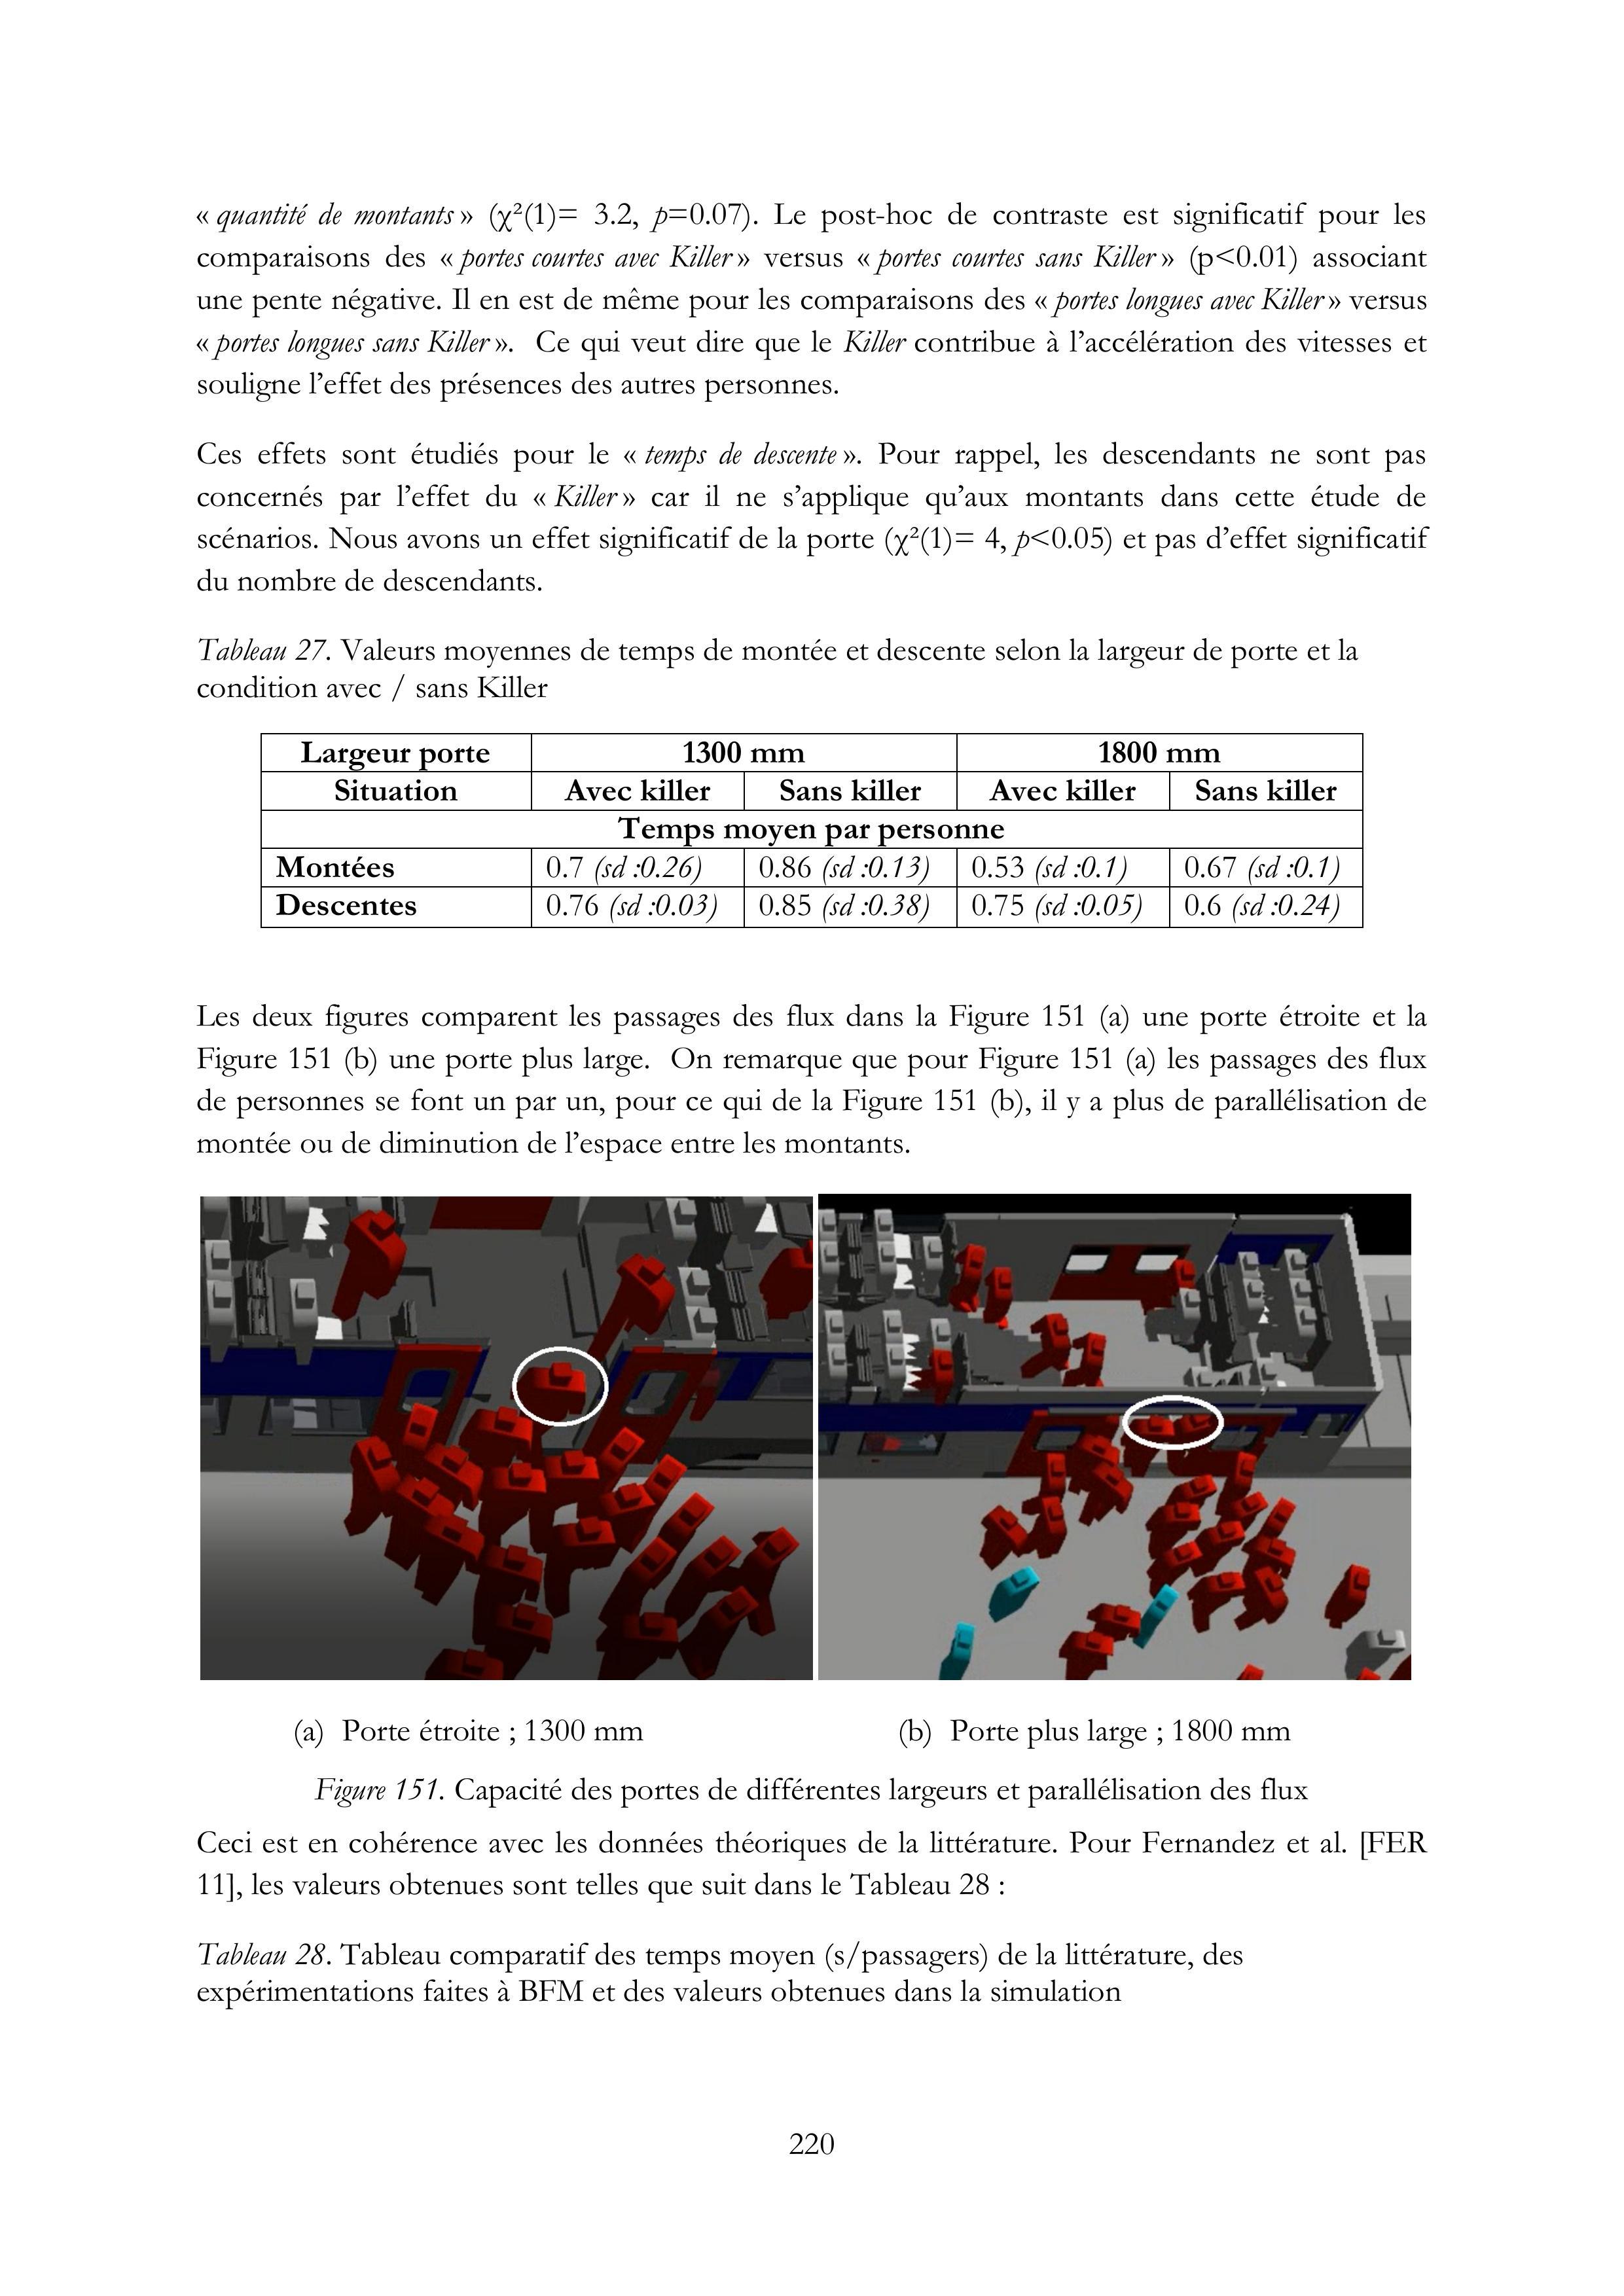 « quantité de montants » (χ²(1)= 3.2, p=0.07). Le post-hoc de contraste est significatif pour les
comparaisons des « portes courtes avec Killer » versus « portes courtes sans Killer » (p<0.01) associant
une pente négative. Il en est de même pour les comparaisons des « portes longues avec Killer » versus
« portes longues sans Killer ».  Ce qui veut dire que le Killer contribue à l’accélération des vitesses et
souligne l’effet des présences des autres personnes.
Ces effets sont étudiés pour le « temps de descente ». Pour rappel, les descendants ne sont pas
concernés par l’effet du « Killer » car il ne s’applique qu’aux montants dans cette étude de
scénarios. Nous avons un effet significatif de la porte (χ²(1)= 4, p<0.05) et pas d’effet significatif
du nombre de descendants.
Tableau 27. Valeurs moyennes de temps de montée et descente selon la largeur de porte et la
condition avec / sans Killer
Largeur porte 1300 mm 1800 mm
Situation Avec killer Sans killer Avec killer Sans killer
Temps moyen par personne
Montées 0.7 (sd :0.26) 0.86 (sd :0.13) 0.53 (sd :0.1) 0.67 (sd :0.1)
Descentes 0.76 (sd :0.03) 0.85 (sd :0.38) 0.75 (sd :0.05) 0.6 (sd :0.24)
Les deux figures comparent les passages des flux dans la Figure 151 (a) une porte étroite et la
Figure 151 (b) une porte plus large.  On remarque que pour Figure 151 (a) les passages des flux
de personnes se font un par un, pour ce qui de la Figure 151 (b), il y a plus de parallélisation de
montée ou de diminution de l’espace entre les montants.
(a) Porte étroite ; 1300 mm (b) Porte plus large ; 1800 mm
Figure 151. Capacité des portes de différentes largeurs et parallélisation des flux
Ceci est en cohérence avec les données théoriques de la littérature. Pour Fernandez et al. [FER
11], les valeurs obtenues sont telles que suit dans le Tableau 28 :
Tableau 28. Tableau comparatif des temps moyen (s/passagers) de la littérature, des
expérimentations faites à BFM et des valeurs obtenues dans la simulation
220